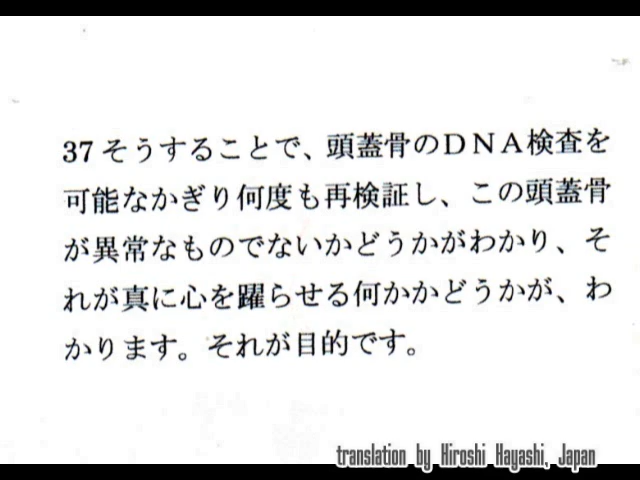 37 そうすることで、頭蓋骨のDNA検査を
可能なかぎり何度も再検証し、この頭蓋骨
が異常なものでないかどうかがわかり、そ
れが真に心を躍らせる何かかどうかが、わ
かります。それが目的です。
translation by Hiroshi Hayashi, Japan